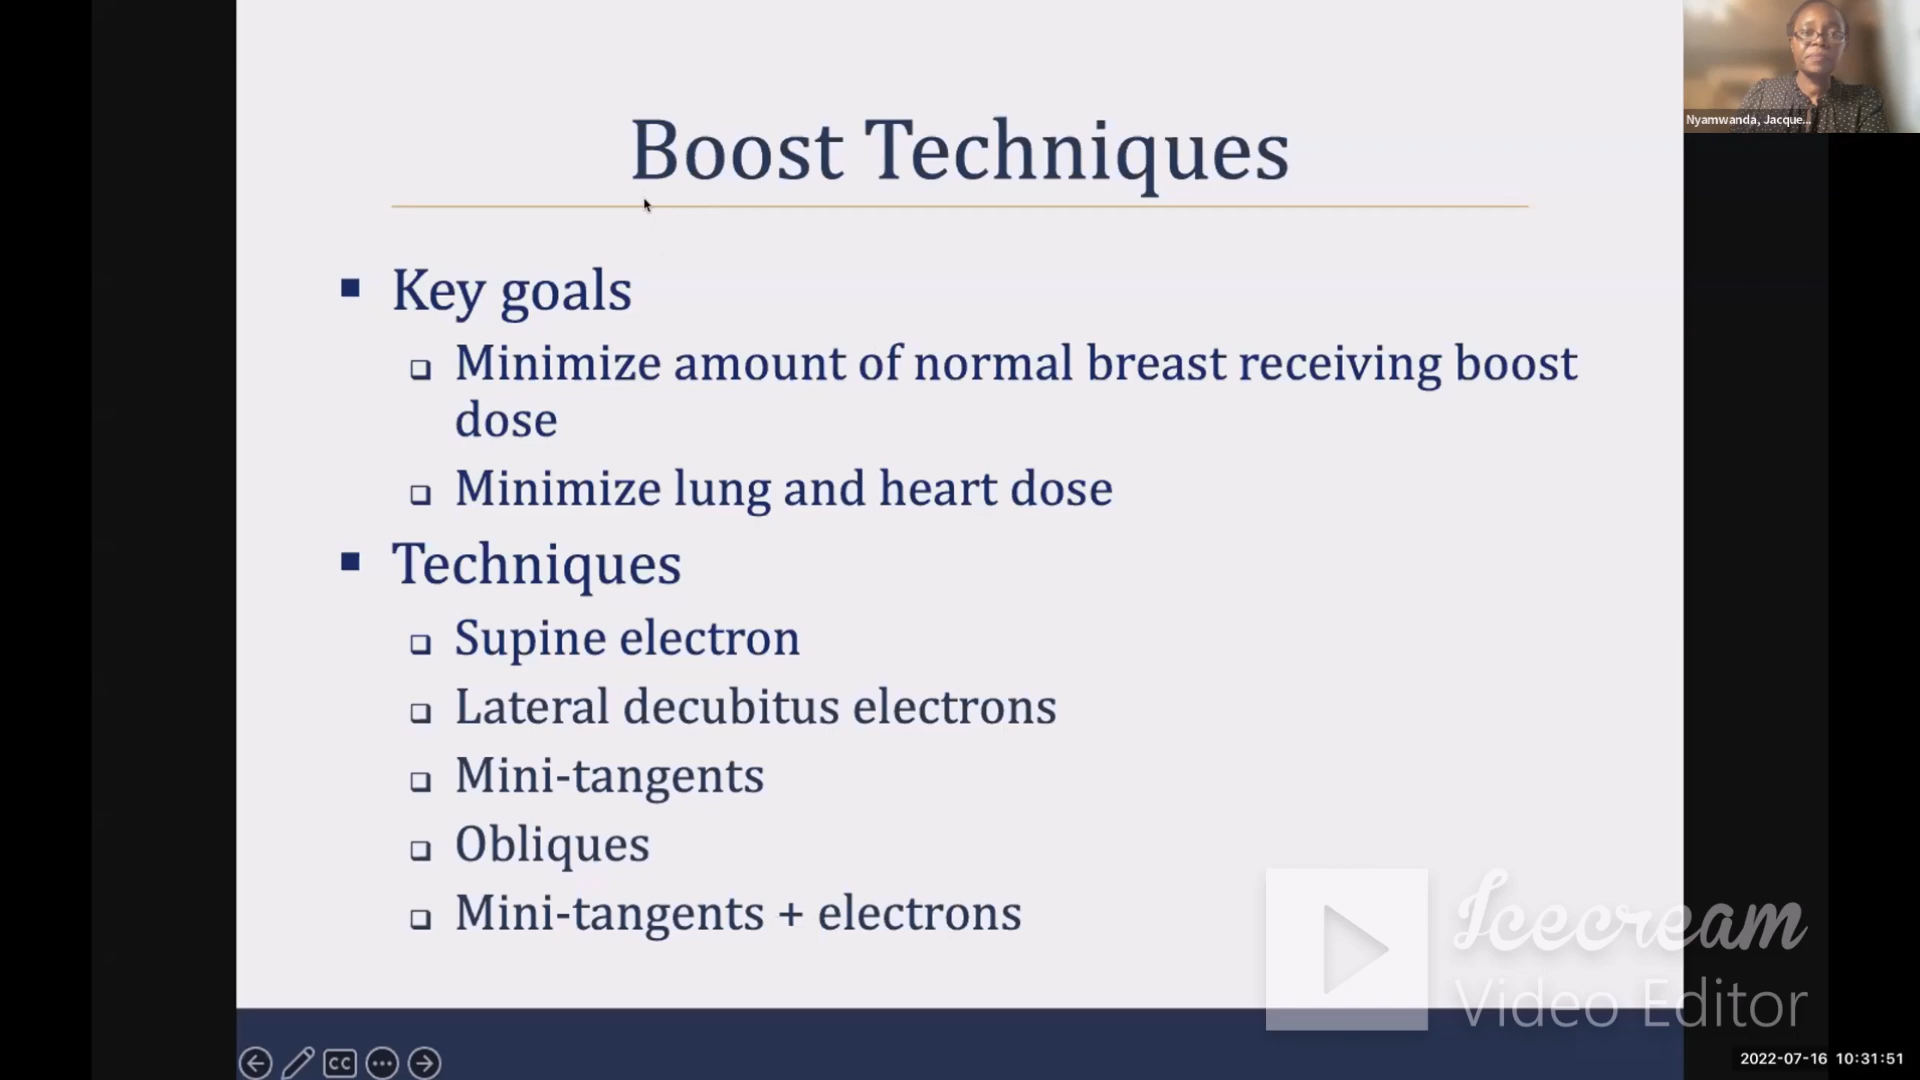 Boost Techniques
Nyamwanda, Jacque...
Key goals
Minimize amount of normal breast receiving boost
dose
Minimize lung and heart dose
Techniques
Supine electron
Lateral decubitus electrons
Mini-tangents
Obliques
Mini-tangents + electrons
Icecream
Video Editor
CC
2022-07-16 10:31:51